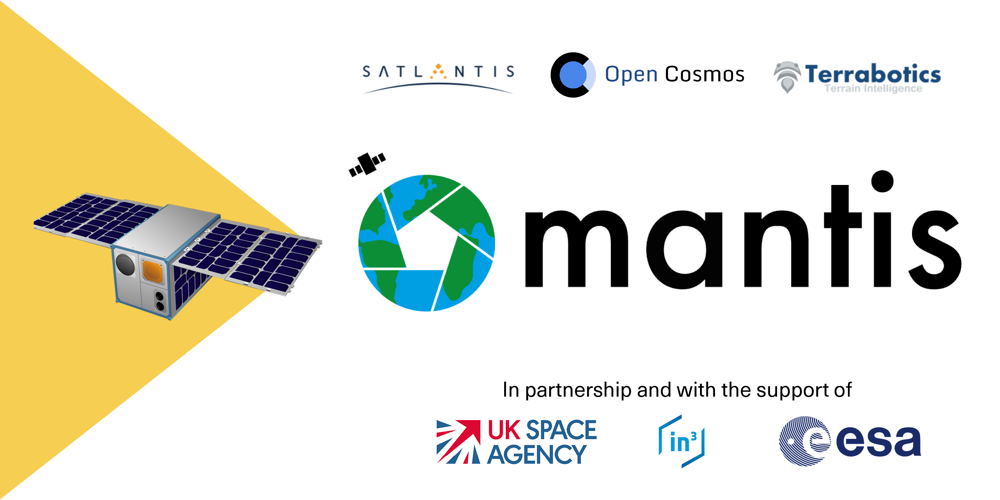 SATLANTIS
Open Cosmos
Terrabotics
Terrain Intelligence
mantis
In partnership and with the support of
UK SPACE
AGENCY
in³
esa